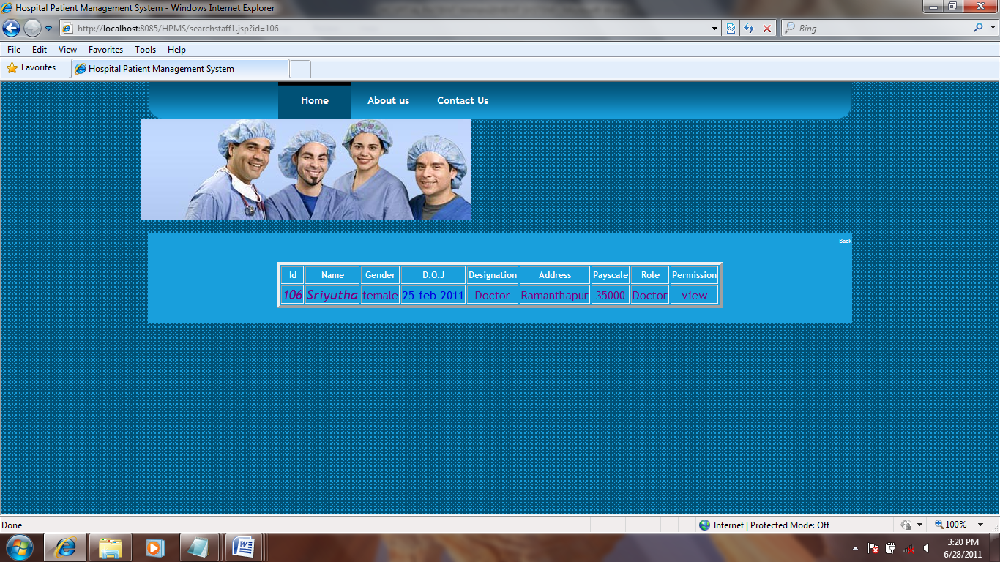 Hospital Patient Management System - Windows Internet Explorer
http://localhost:8085/HPMS/searchstaff1.jsp?id=106
Bing
File Edit View Favorites Tools Help
Favorites
Hospital Patient Management System
Home About us Contact Us
Back
Id Name Gender D.O.J Designation Address Payscale Role Permission
106 Sriyutha female 25-feb-2011 Doctor Ramanthapur 35000 Doctor view
Done
Internet | Protected Mode: Off
100%
3:20 PM
6/28/2011